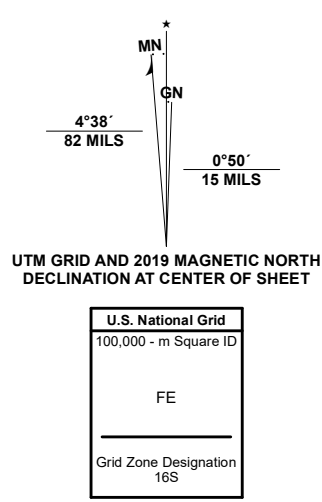 ★
MN
GN
4°38´
82 MILS
0°50´
15 MILS
UTM GRID AND 2019 MAGNETIC NORTH
DECLINATION AT CENTER OF SHEET
U.S. National Grid
100,000 - m Square ID
FE
Grid Zone Designation
16S